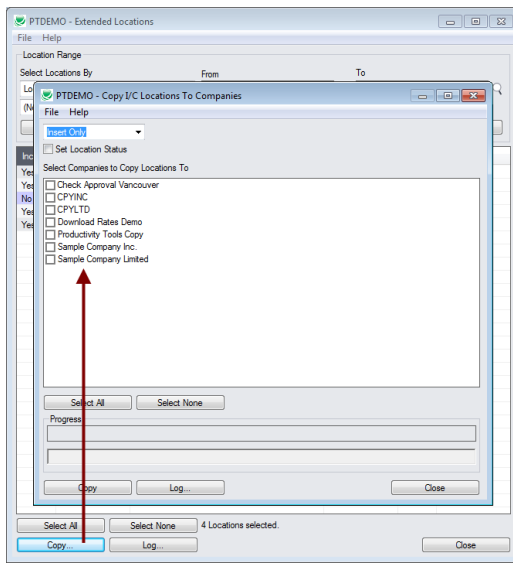 PTDEMO - Extended Locations
File Help
Location Range
Select Locations By From To
Lo
PTDEMO - Copy I/C Locations To Companies
File Help
(No
Insert Only
Set Location Status
Inc
Select Companies to Copy Locations To
Yes
Check Approval Vancouver
Yes
CPYINC
No
CPYLTD
Yes
Download Rates Demo
Yes
Productivity Tools Copy
Sample Company Inc.
Sample Company Limited
Select All Select None
Progress
Copy Log... Close
Select All Select None 4 Locations selected.
Copy... Log... Close